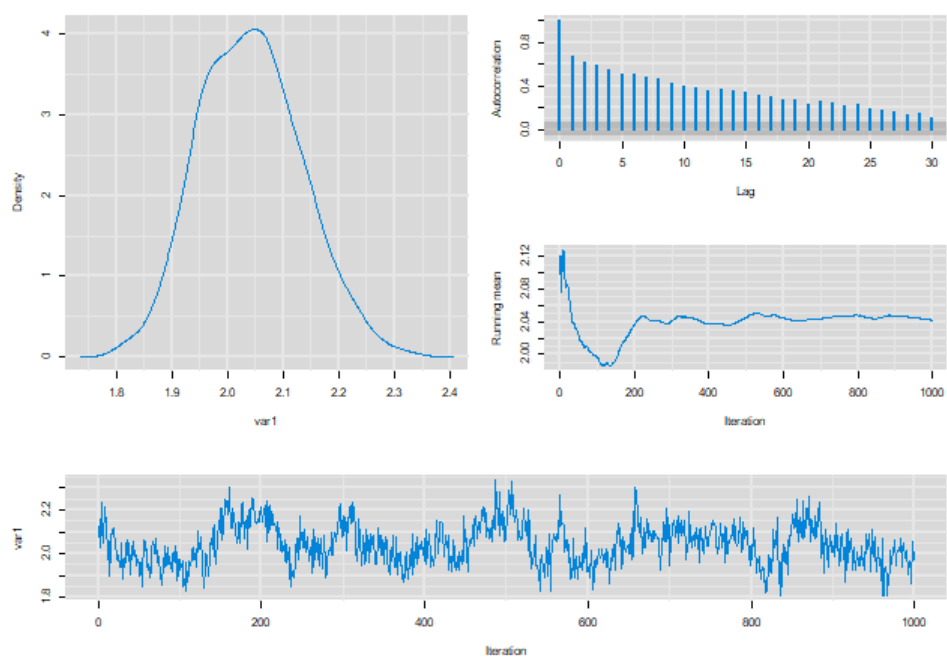 Density
4
3
2
1
0
1.8 1.9 2.0 2.1 2.2 2.3 2.4
var1
Autocorrelation
0.8
0.4
0.0
0 5 10 15 20 25 30
Lag
Running mean
2.12
2.08
2.04
2.00
0 200 400 600 800 1000
Iteration
var1
2.2
2.0
1.8
0 200 400 600 800 1000
Iteration